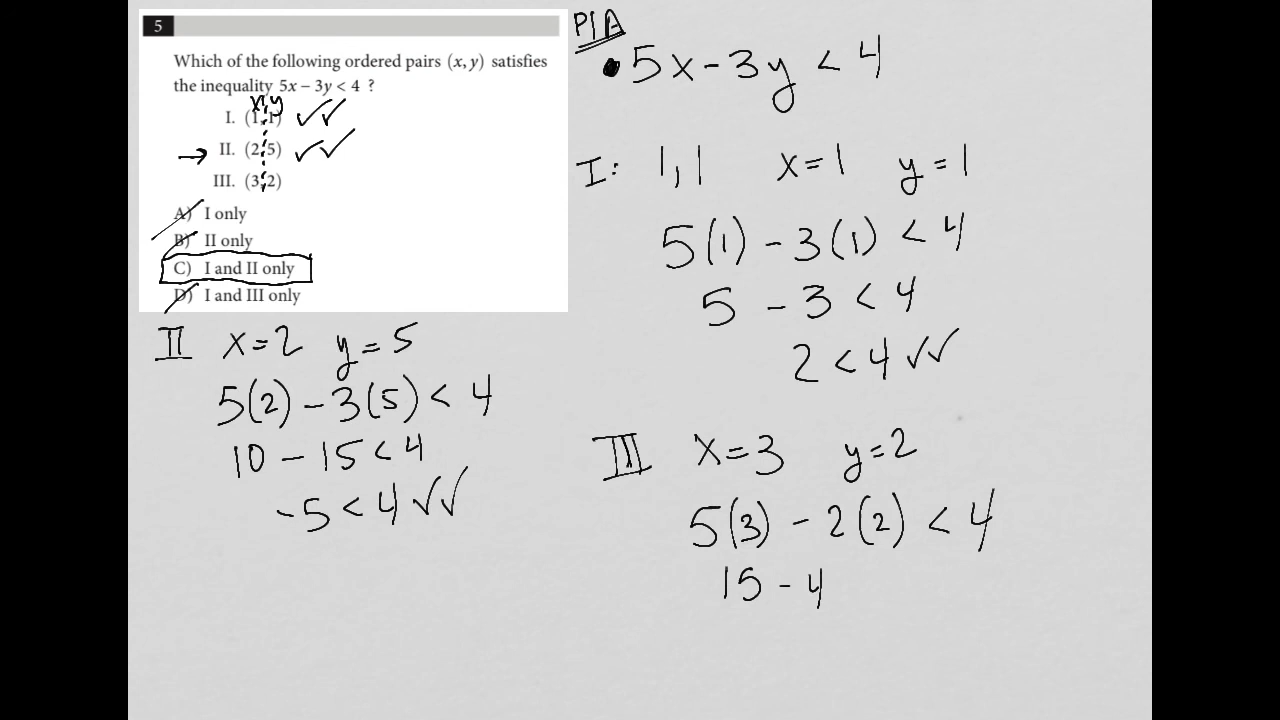 5
Which of the following ordered pairs (x, y) satisfies
the inequality 5x − 3y < 4 ?
x, y
I. (1, 1) ✓✓
→ II. (2, 5) ✓✓
III. (3, 2)
A) I only
B) II only
C) I and II only
D) I and III only
PIA
• 5x - 3y < 4
I: 1, 1 x = 1 y = 1
5(1) - 3(1) < 4
5 - 3 < 4
2 < 4 ✓✓
II x = 2 y = 5
5(2) - 3(5) < 4
10 - 15 < 4
-5 < 4 ✓✓
III x = 3 y = 2
5(3) - 2(2) < 4
15 - 4